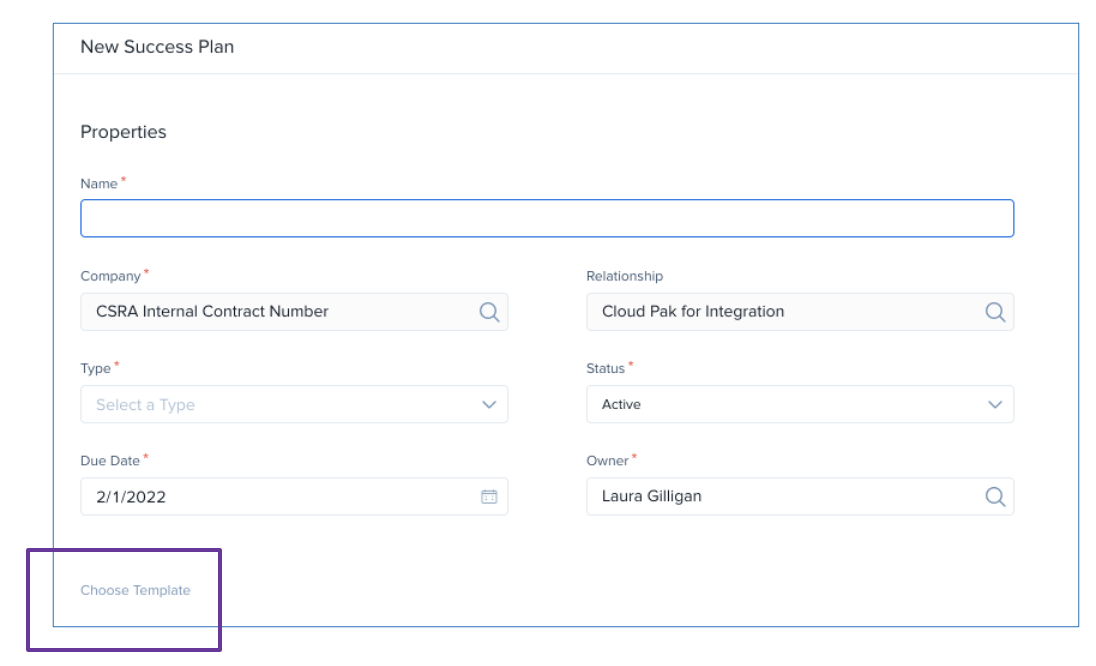 New Success Plan
Properties
Name *
Company *
Relationship
CSRA Internal Contract Number
Cloud Pak for Integration
Type *
Status *
Select a Type
Active
Due Date *
Owner *
2/1/2022
Laura Gilligan
Choose Template